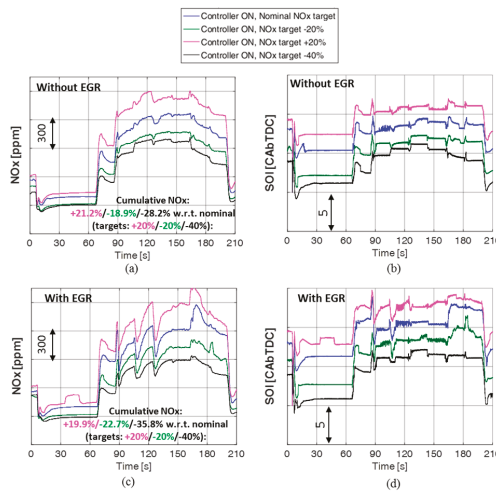 Controller ON, Nominal NOx target
Controller ON, NOx target -20%
Controller ON, NOx target +20%
Controller ON, NOx target -40%
Without EGR
NOx [ppm]
300
Cumulative NOx:
+21.2%/-18.9%/-28.2% w.r.t. nominal
(targets: +20%/-20%/-40%):
0 30 60 90 120 150 180 210
Time [s]
(a)
Without EGR
SOI [CAbTDC]
5
0 30 60 90 120 150 180 210
Time [s]
(b)
With EGR
NOx [ppm]
300
Cumulative NOx:
+19.9%/-22.7%/-35.8% w.r.t. nominal
(targets: +20%/-20%/-40%):
0 30 60 90 120 150 180 210
Time [s]
(c)
With EGR
SOI [CAbTDC]
5
0 30 60 90 120 150 180 210
Time [s]
(d)